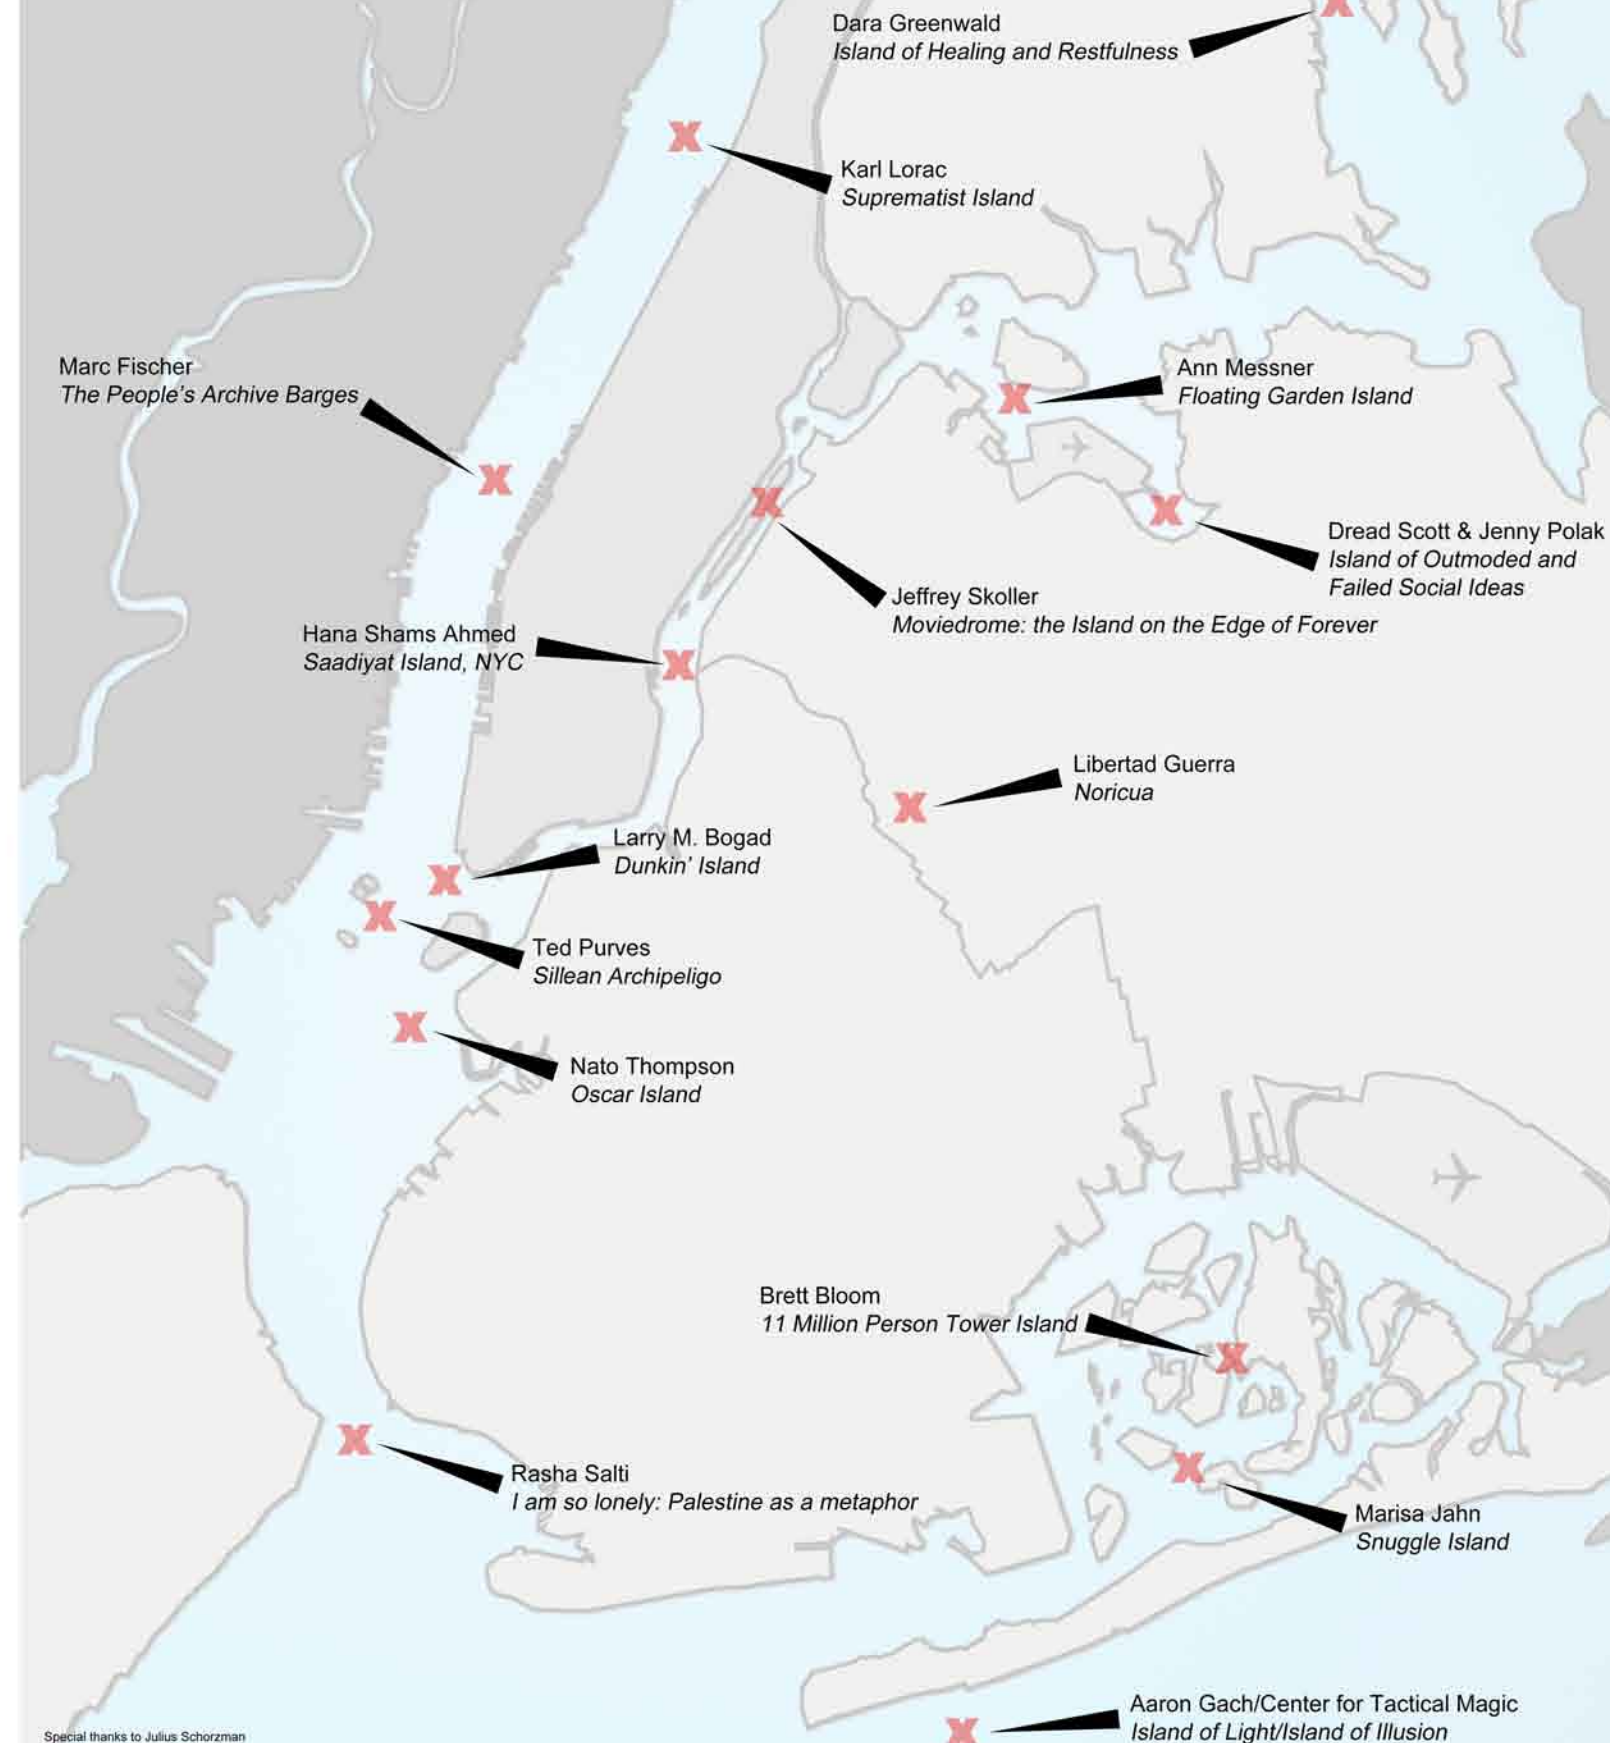 Dara Greenwald
Island of Healing and Restfulness
Karl Lorac
Suprematist Island
Marc Fischer
The People's Archive Barges
Ann Messner
Floating Garden Island
Dread Scott & Jenny Polak
Island of Outmoded and
Failed Social Ideas
Jeffrey Skoller
Moviedrome: the Island on the Edge of Forever
Hana Shams Ahmed
Saadiyat Island, NYC
Libertad Guerra
Noricua
Larry M. Bogad
Dunkin' Island
Ted Purves
Sillean Archipeligo
Nato Thompson
Oscar Island
Brett Bloom
11 Million Person Tower Island
Rasha Salti
I am so lonely: Palestine as a metaphor
Marisa Jahn
Snuggle Island
Aaron Gach/Center for Tactical Magic
Island of Light/Island of Illusion
Special thanks to Julius Schorzman